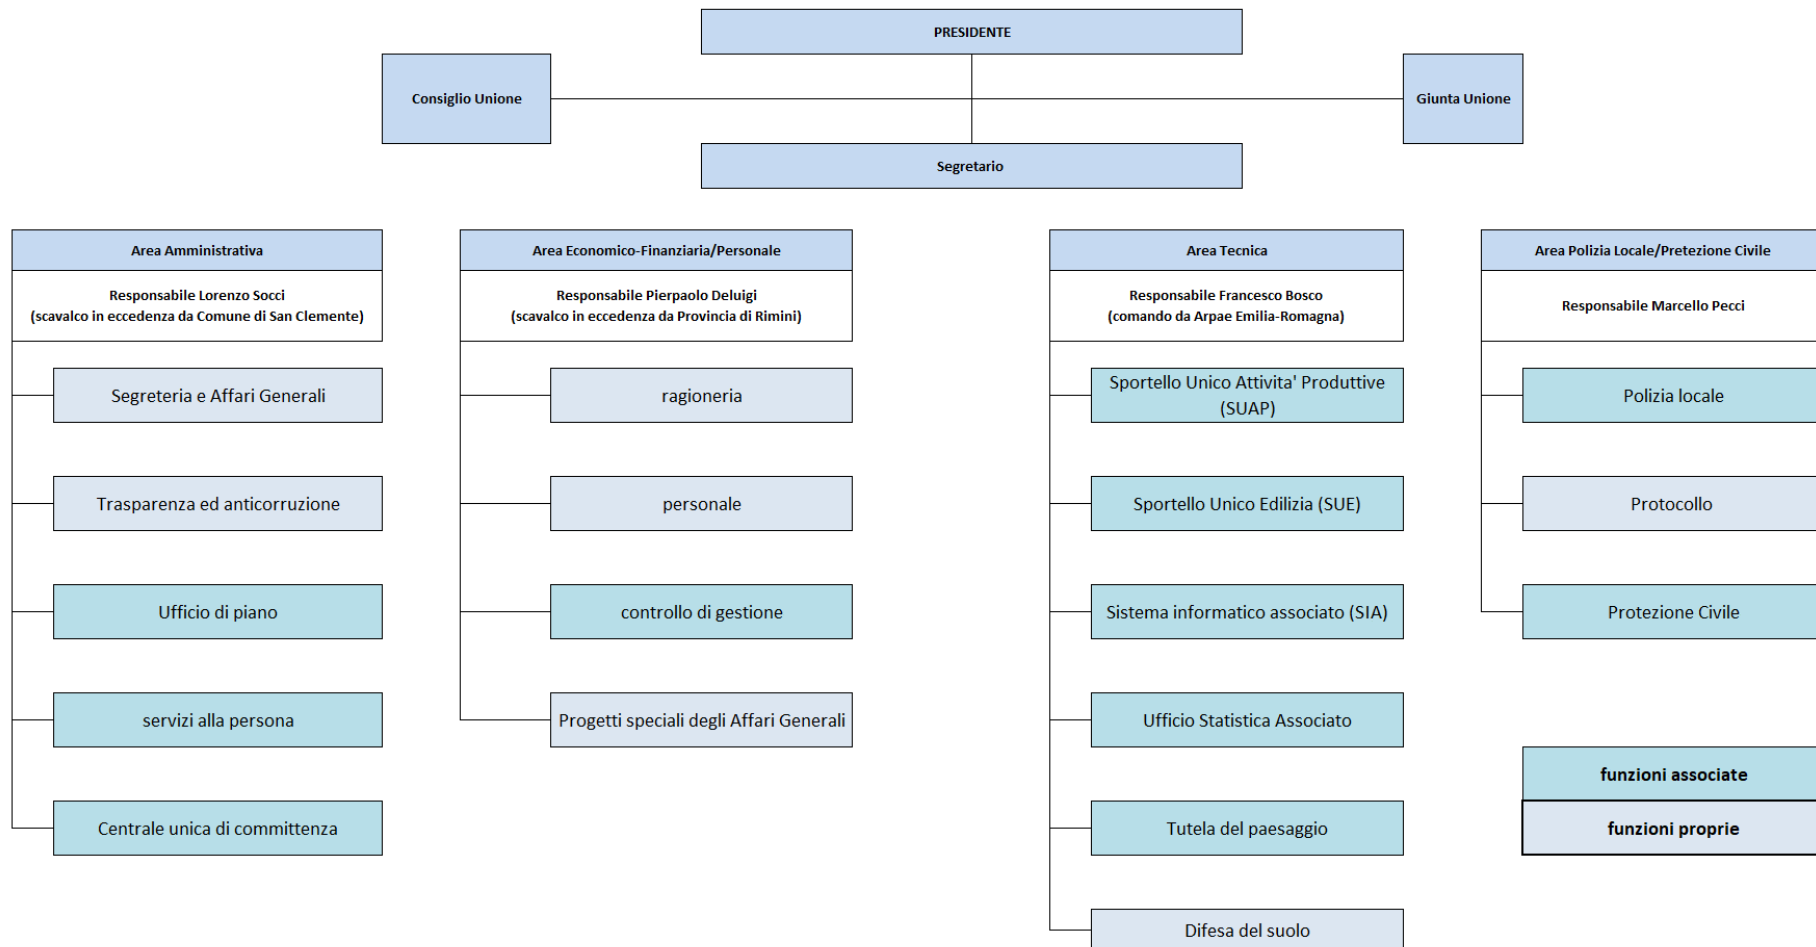 PRESIDENTE
Consiglio Unione
Giunta Unione
Segretario
Area Amministrativa
Responsabile Lorenzo Socci
(scavalco in eccedenza da Comune di San Clemente)
Segreteria e Affari Generali
Trasparenza ed anticorruzione
Ufficio di piano
servizi alla persona
Centrale unica di committenza
Area Economico-Finanziaria/Personale
Responsabile Pierpaolo Deluigi
(scavalco in eccedenza da Provincia di Rimini)
ragioneria
personale
controllo di gestione
Progetti speciali degli Affari Generali
Area Tecnica
Responsabile Francesco Bosco
(comando da Arpae Emilia-Romagna)
Sportello Unico Attivita' Produttive
(SUAP)
Sportello Unico Edilizia (SUE)
Sistema informatico associato (SIA)
Ufficio Statistica Associato
Tutela del paesaggio
Difesa del suolo
Area Polizia Locale/Pretezione Civile
Responsabile Marcello Pecci
Polizia locale
Protocollo
Protezione Civile
funzioni associate
funzioni proprie